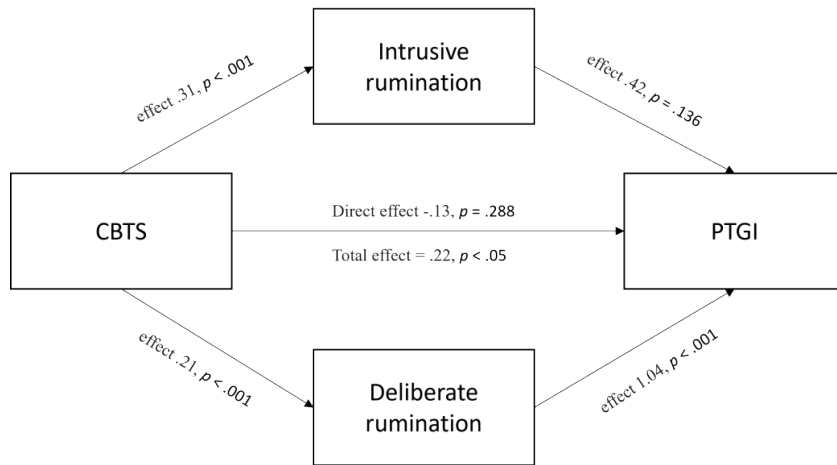 Intrusive
rumination
effect .31, p < .001
effect .42, p = .136
CBTS
Direct effect -.13, p = .288
Total effect = .22, p < .05
PTGI
effect .21, p < .001
effect 1.04, p < .001
Deliberate
rumination